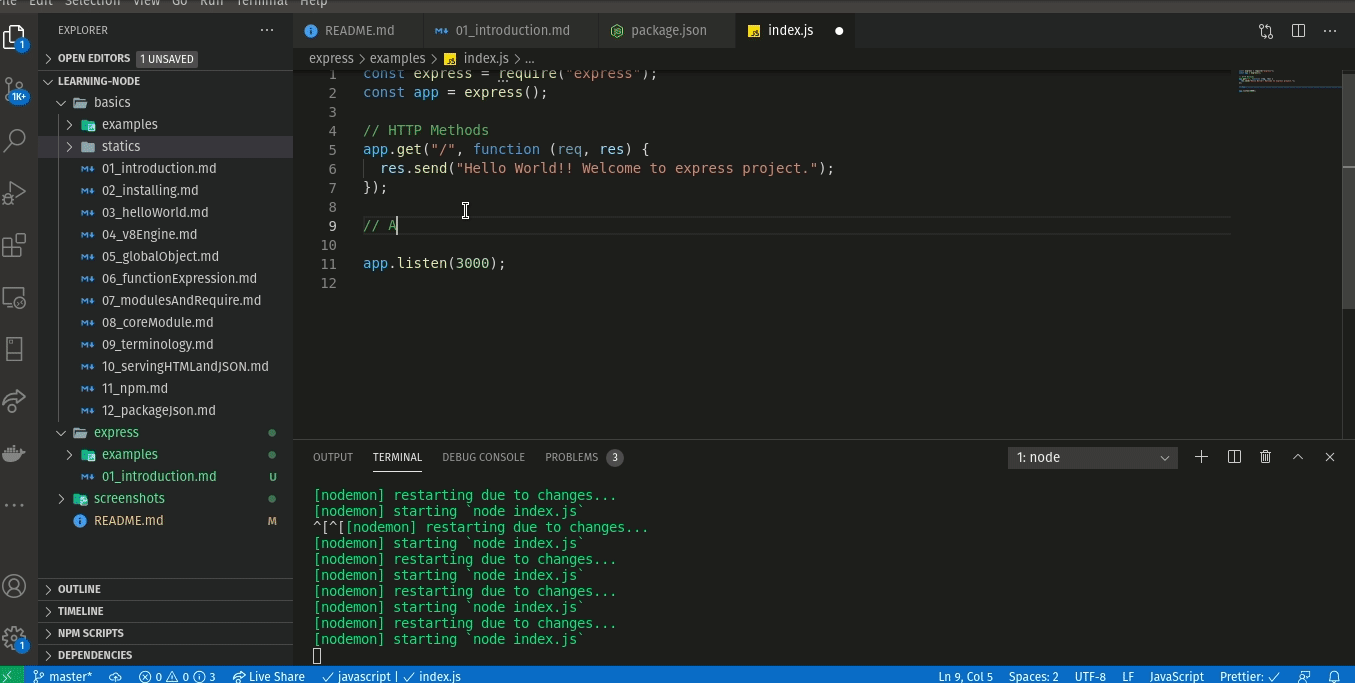 File Edit Selection View Go Run Terminal Help
EXPLORER
1
OPEN EDITORS 1 UNSAVED
LEARNING-NODE
basics
examples
statics
01_introduction.md
02_installing.md
03_helloWorld.md
04_v8Engine.md
05_globalObject.md
06_functionExpression.md
07_modulesAndRequire.md
08_coreModule.md
09_terminology.md
10_servingHTMLandJSON.md
11_npm.md
12_packageJson.md
express
examples
01_introduction.md U
screenshots
README.md M
OUTLINE
TIMELINE
NPM SCRIPTS
DEPENDENCIES
1K+
1
README.md 01_introduction.md package.json index.js
express > examples > index.js > ...
1 const express = require("express");
2 const app = express();
3
4 // HTTP Methods
5 app.get("/", function (req, res) {
6 res.send("Hello World!! Welcome to express project.");
7 });
8
9 // A
10
11 app.listen(3000);
12
OUTPUT TERMINAL DEBUG CONSOLE PROBLEMS 3 1: node
[nodemon] restarting due to changes...
[nodemon] starting `node index.js`
^[^[[nodemon] restarting due to changes...
[nodemon] starting `node index.js`
[nodemon] restarting due to changes...
[nodemon] starting `node index.js`
[nodemon] restarting due to changes...
[nodemon] starting `node index.js`
[nodemon] restarting due to changes...
[nodemon] starting `node index.js`
master* 0 0 3 Live Share javascript | index.js Ln 9, Col 5 Spaces: 2 UTF-8 LF JavaScript Prettier: